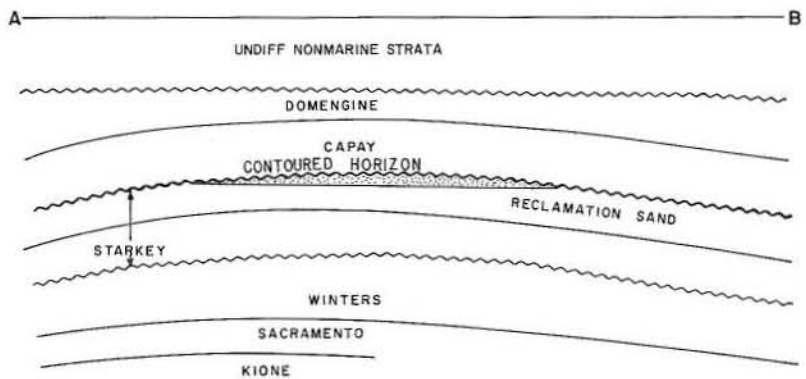 A B
UNDIFF NONMARINE STRATA
DOMENGINE
CAPAY
CONTOURED HORIZON
RECLAMATION SAND
STARKEY
WINTERS
SACRAMENTO
KIONE